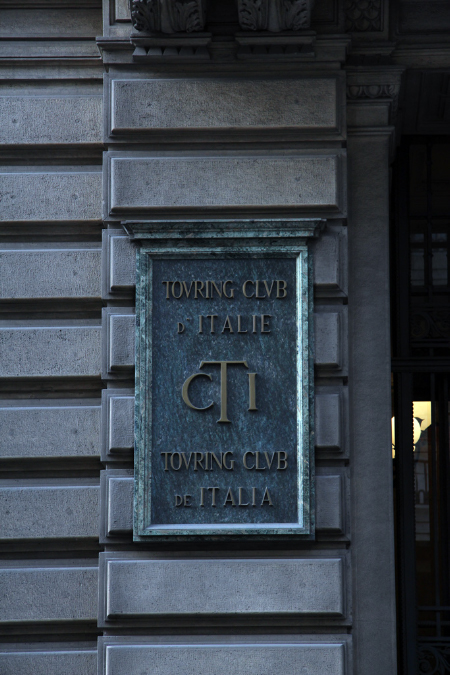 TOVRING CLVB
D'ITALIE
CTI
TOVRING CLVB
DE ITALIA